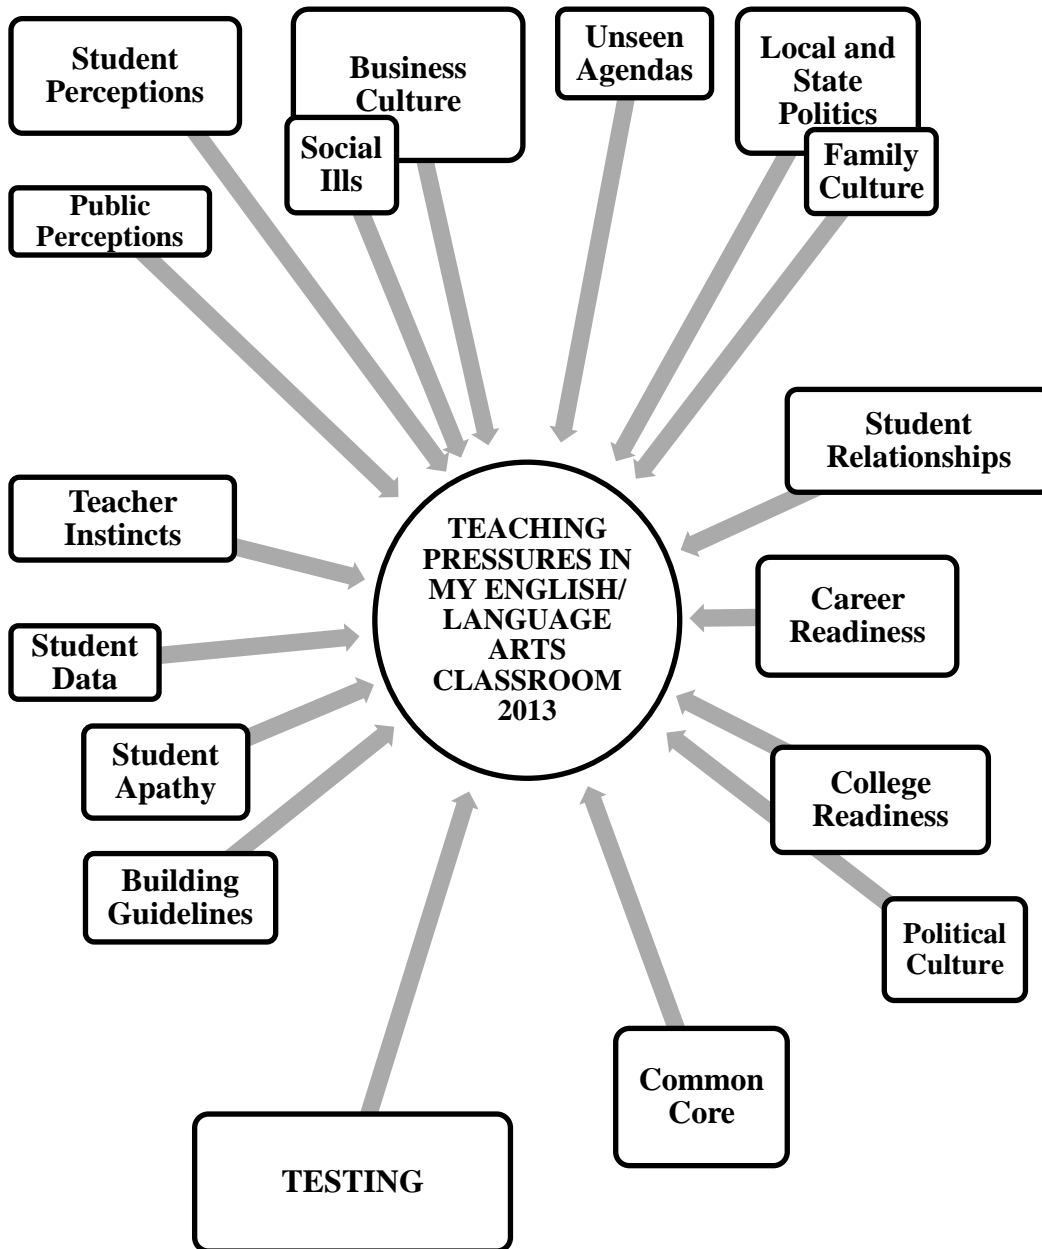 Student
Perceptions
Business
Culture
Unseen
Agendas
Local and
State
Politics
Social
Ills
Family
Culture
Public
Perceptions
Student
Relationships
Teacher
Instincts
TEACHING
PRESSURES IN
MY ENGLISH/
LANGUAGE
ARTS
CLASSROOM
2013
Career
Readiness
Student
Data
Student
Apathy
College
Readiness
Building
Guidelines
Political
Culture
Common
Core
TESTING